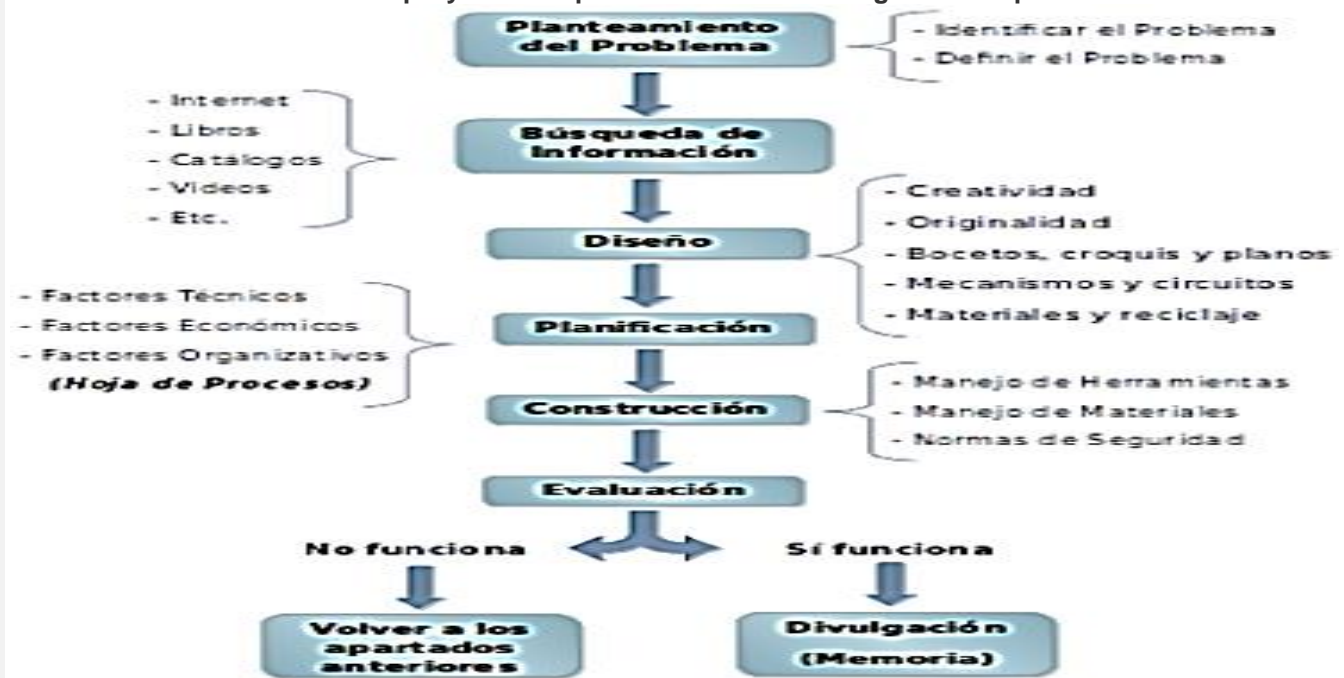 Planteamiento
del Problema
- Identificar el Problema
- Definir el Problema
- Internet
- Libros
- Catálogos
- Videos
- Etc.
Búsqueda de
Información
Diseño
- Creatividad
- Originalidad
- Bocetos, croquis y planos
- Mecanismos y circuitos
- Materiales y reciclaje
- Factores Técnicos
- Factores Económicos
- Factores Organizativos
(Hoja de Procesos)
Planificación
Construcción
- Manejo de Herramientas
- Manejo de Materiales
- Normas de Seguridad
Evaluación
No funciona
Sí funciona
Volver a los
apartados
anteriores
Divulgación
(Memoria)